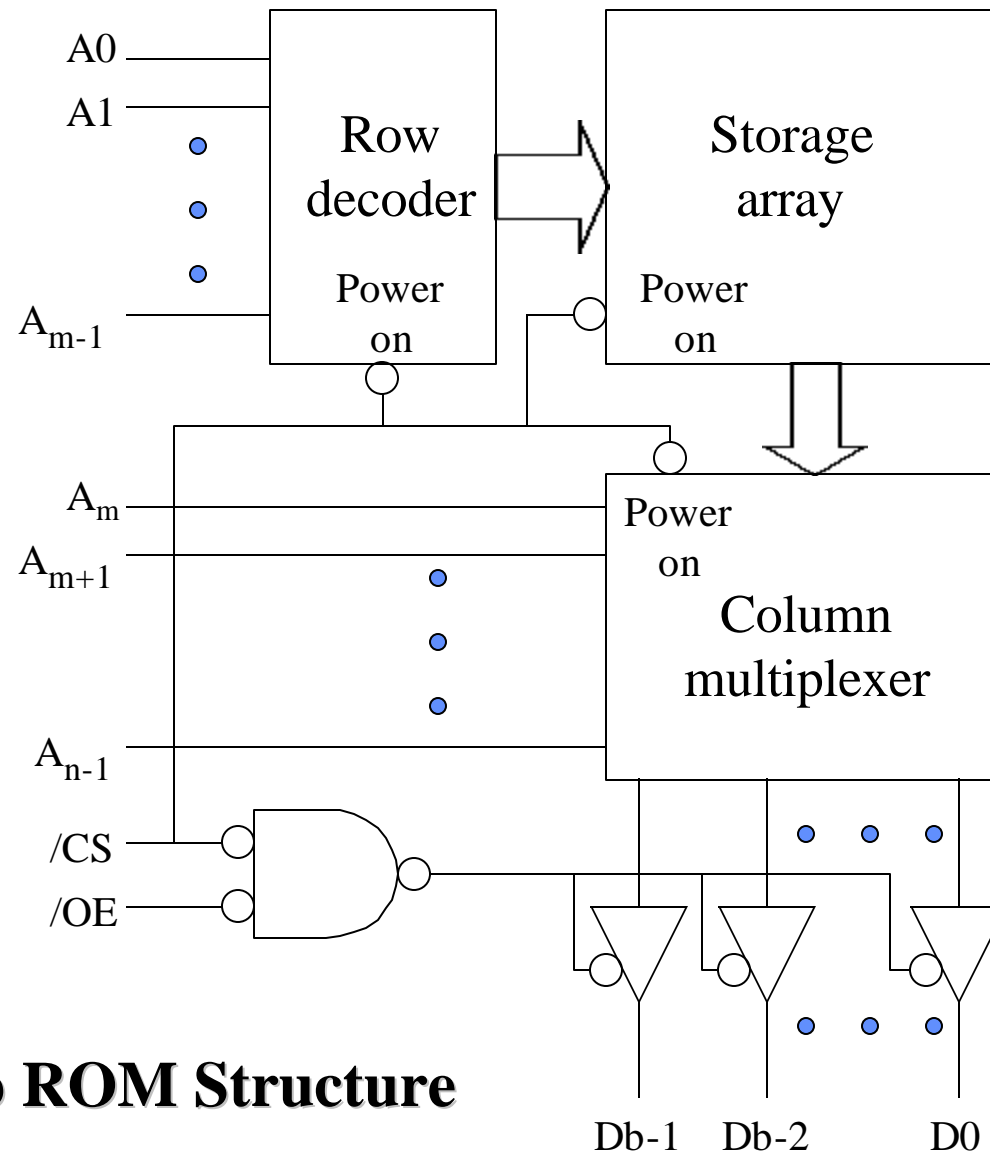 A0
A1
Row
decoder
Power
on
A_{m-1}
Storage
array
Power
on
A_m
A_{m+1}
Power
on
Column
multiplexer
A_{n-1}
/CS
/OE
ROM Structure
Db-1 Db-2 D0